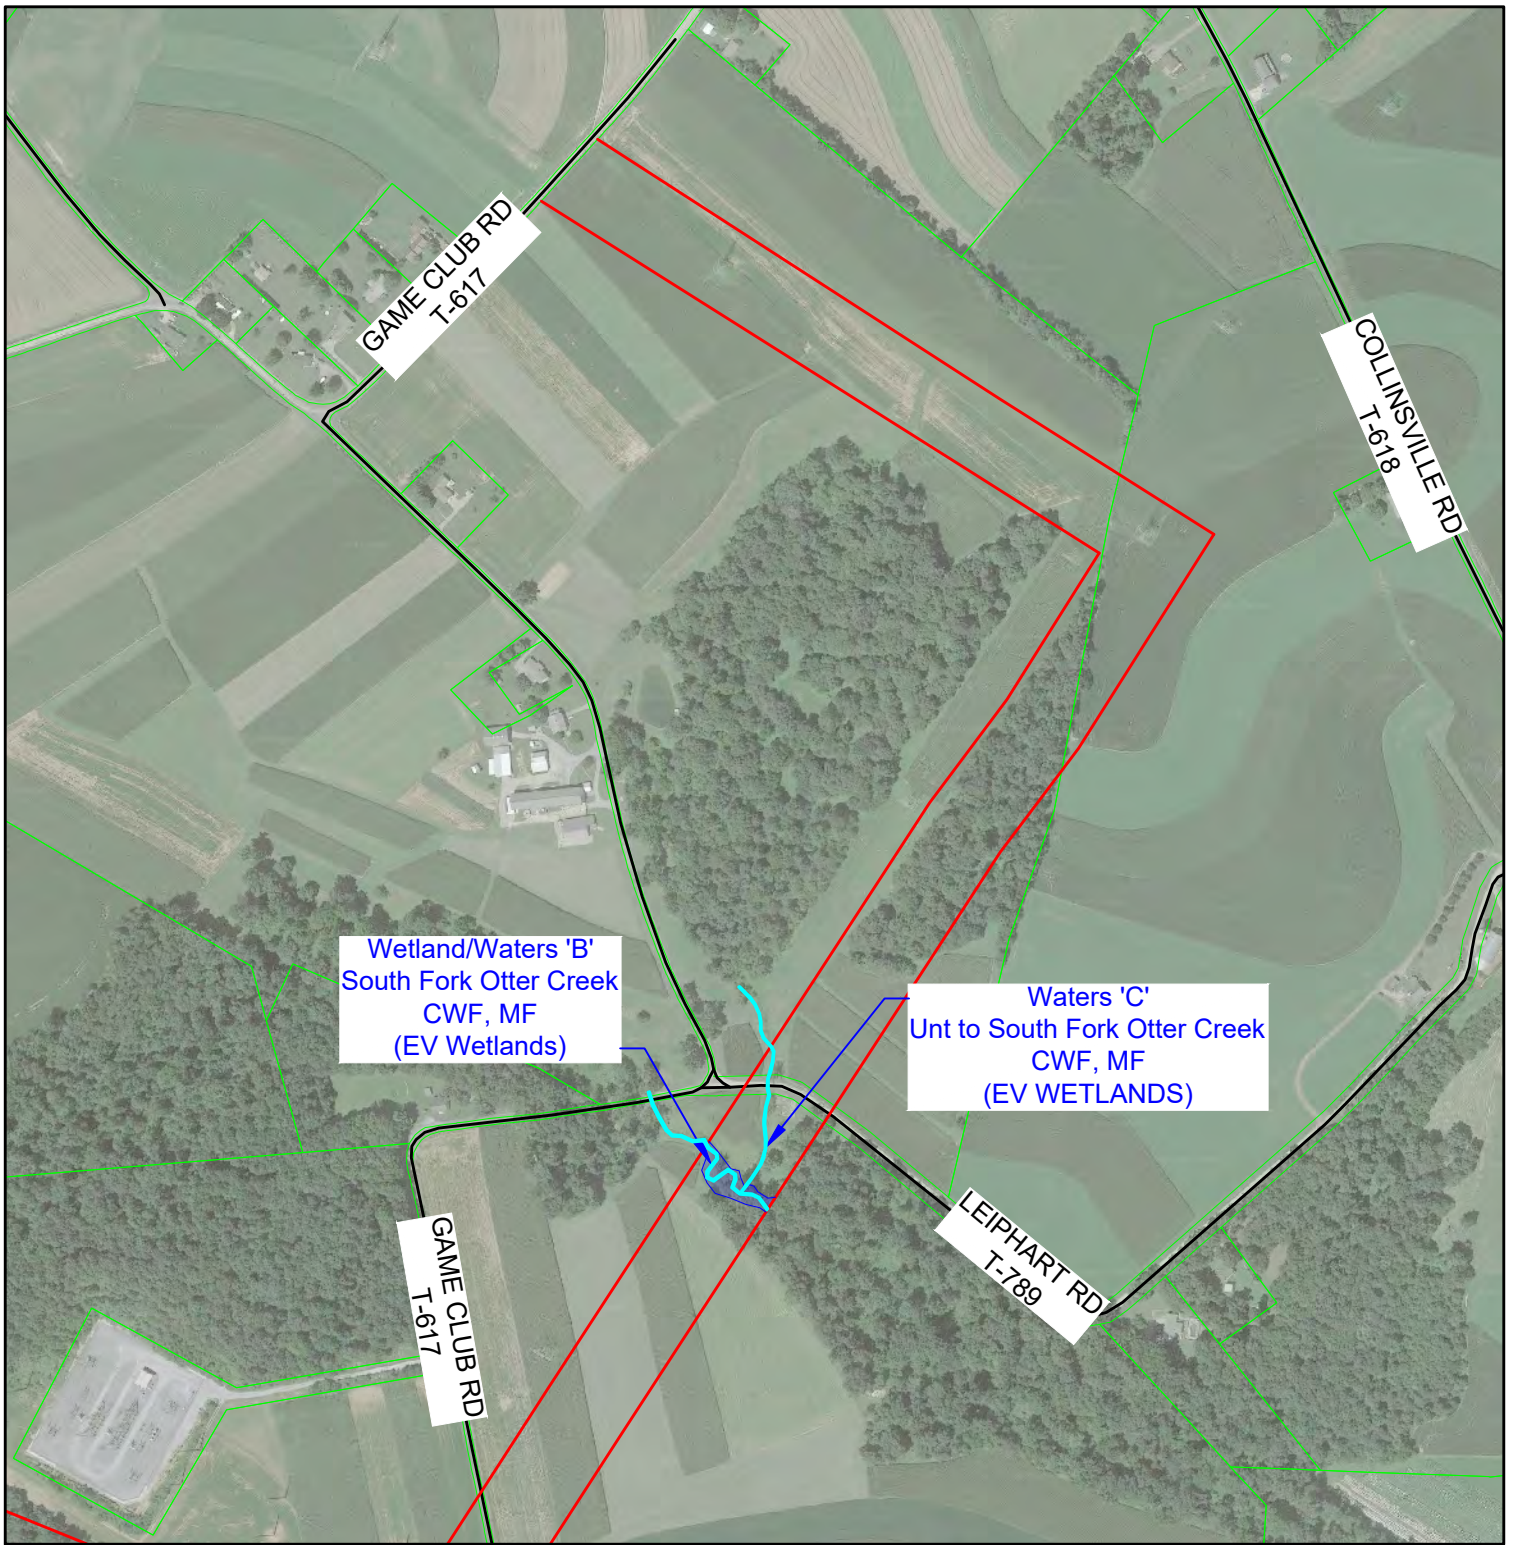 GAME CLUB RD
T-617
COLLINSVILLE RD
T-618
Wetland/Waters 'B'
South Fork Otter Creek
CWF, MF
(EV Wetlands)
Waters 'C'
Unt to South Fork Otter Creek
CWF, MF
(EV WETLANDS)
LEIPHART RD
T-789
GAME CLUB RD
T-617